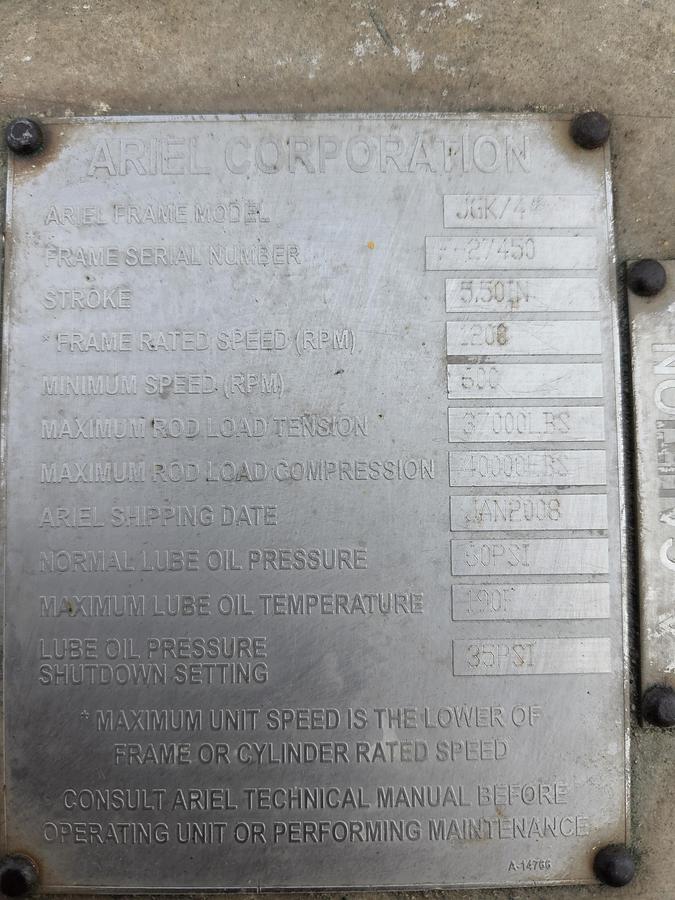 ARIEL CORPORATION
ARIEL FRAME MODEL JGK/4
FRAME SERIAL NUMBER 27450
STROKE 5.50IN
* FRAME RATED SPEED (RPM)
MINIMUM SPEED (RPM)
MAXIMUM ROD LOAD TENSION 37000LBS
MAXIMUM ROD LOAD COMPRESSION 40000LBS
ARIEL SHIPPING DATE JAN2008
NORMAL LUBE OIL PRESSURE
MAXIMUM LUBE OIL TEMPERATURE 190F
LUBE OIL PRESSURE
SHUTDOWN SETTING 35PSI
* MAXIMUM UNIT SPEED IS THE LOWER OF
FRAME OR CYLINDER RATED SPEED
CONSULT ARIEL TECHNICAL MANUAL BEFORE
OPERATING UNIT OR PERFORMING MAINTENANCE
A-14766
CAUTION